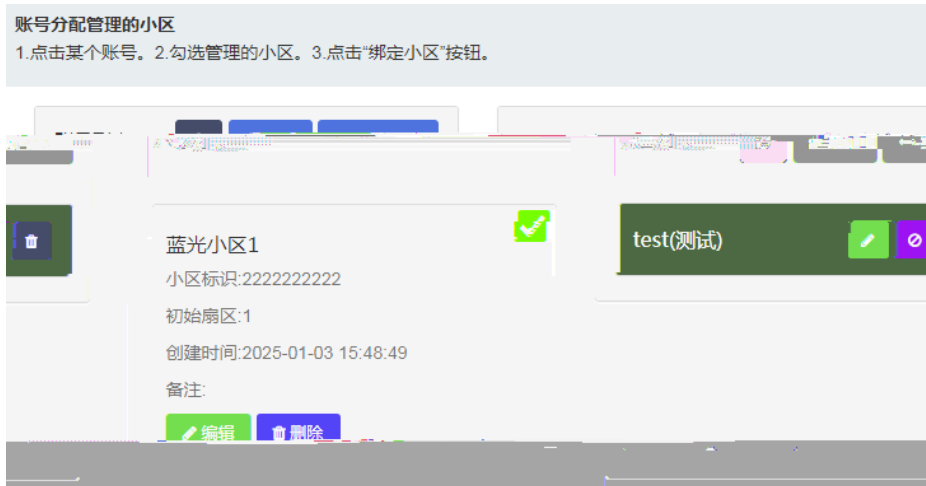 账号分配管理的小区
1.点击某个账号。2.勾选管理的小区。3.点击“绑定小区”按钮。
蓝光小区1
小区标识:2222222222
初始扇区:1
创建时间:2025-01-03 15:48:49
备注:
编辑 删除
test(测试)